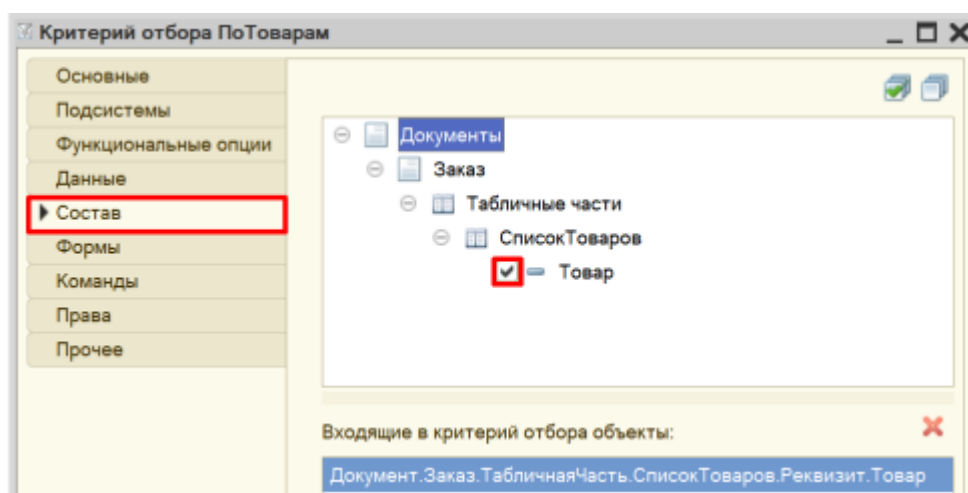 Критерий отбора ПоТоварам
Основные
Подсистемы
Функциональные опции
Данные
Состав
Формы
Команды
Права
Прочее
Документы
Заказ
Табличные части
СписокТоваров
Товар
Входящие в критерий отбора объекты:
Документ.Заказ.ТабличнаяЧасть.СписокТоваров.Реквизит.Товар